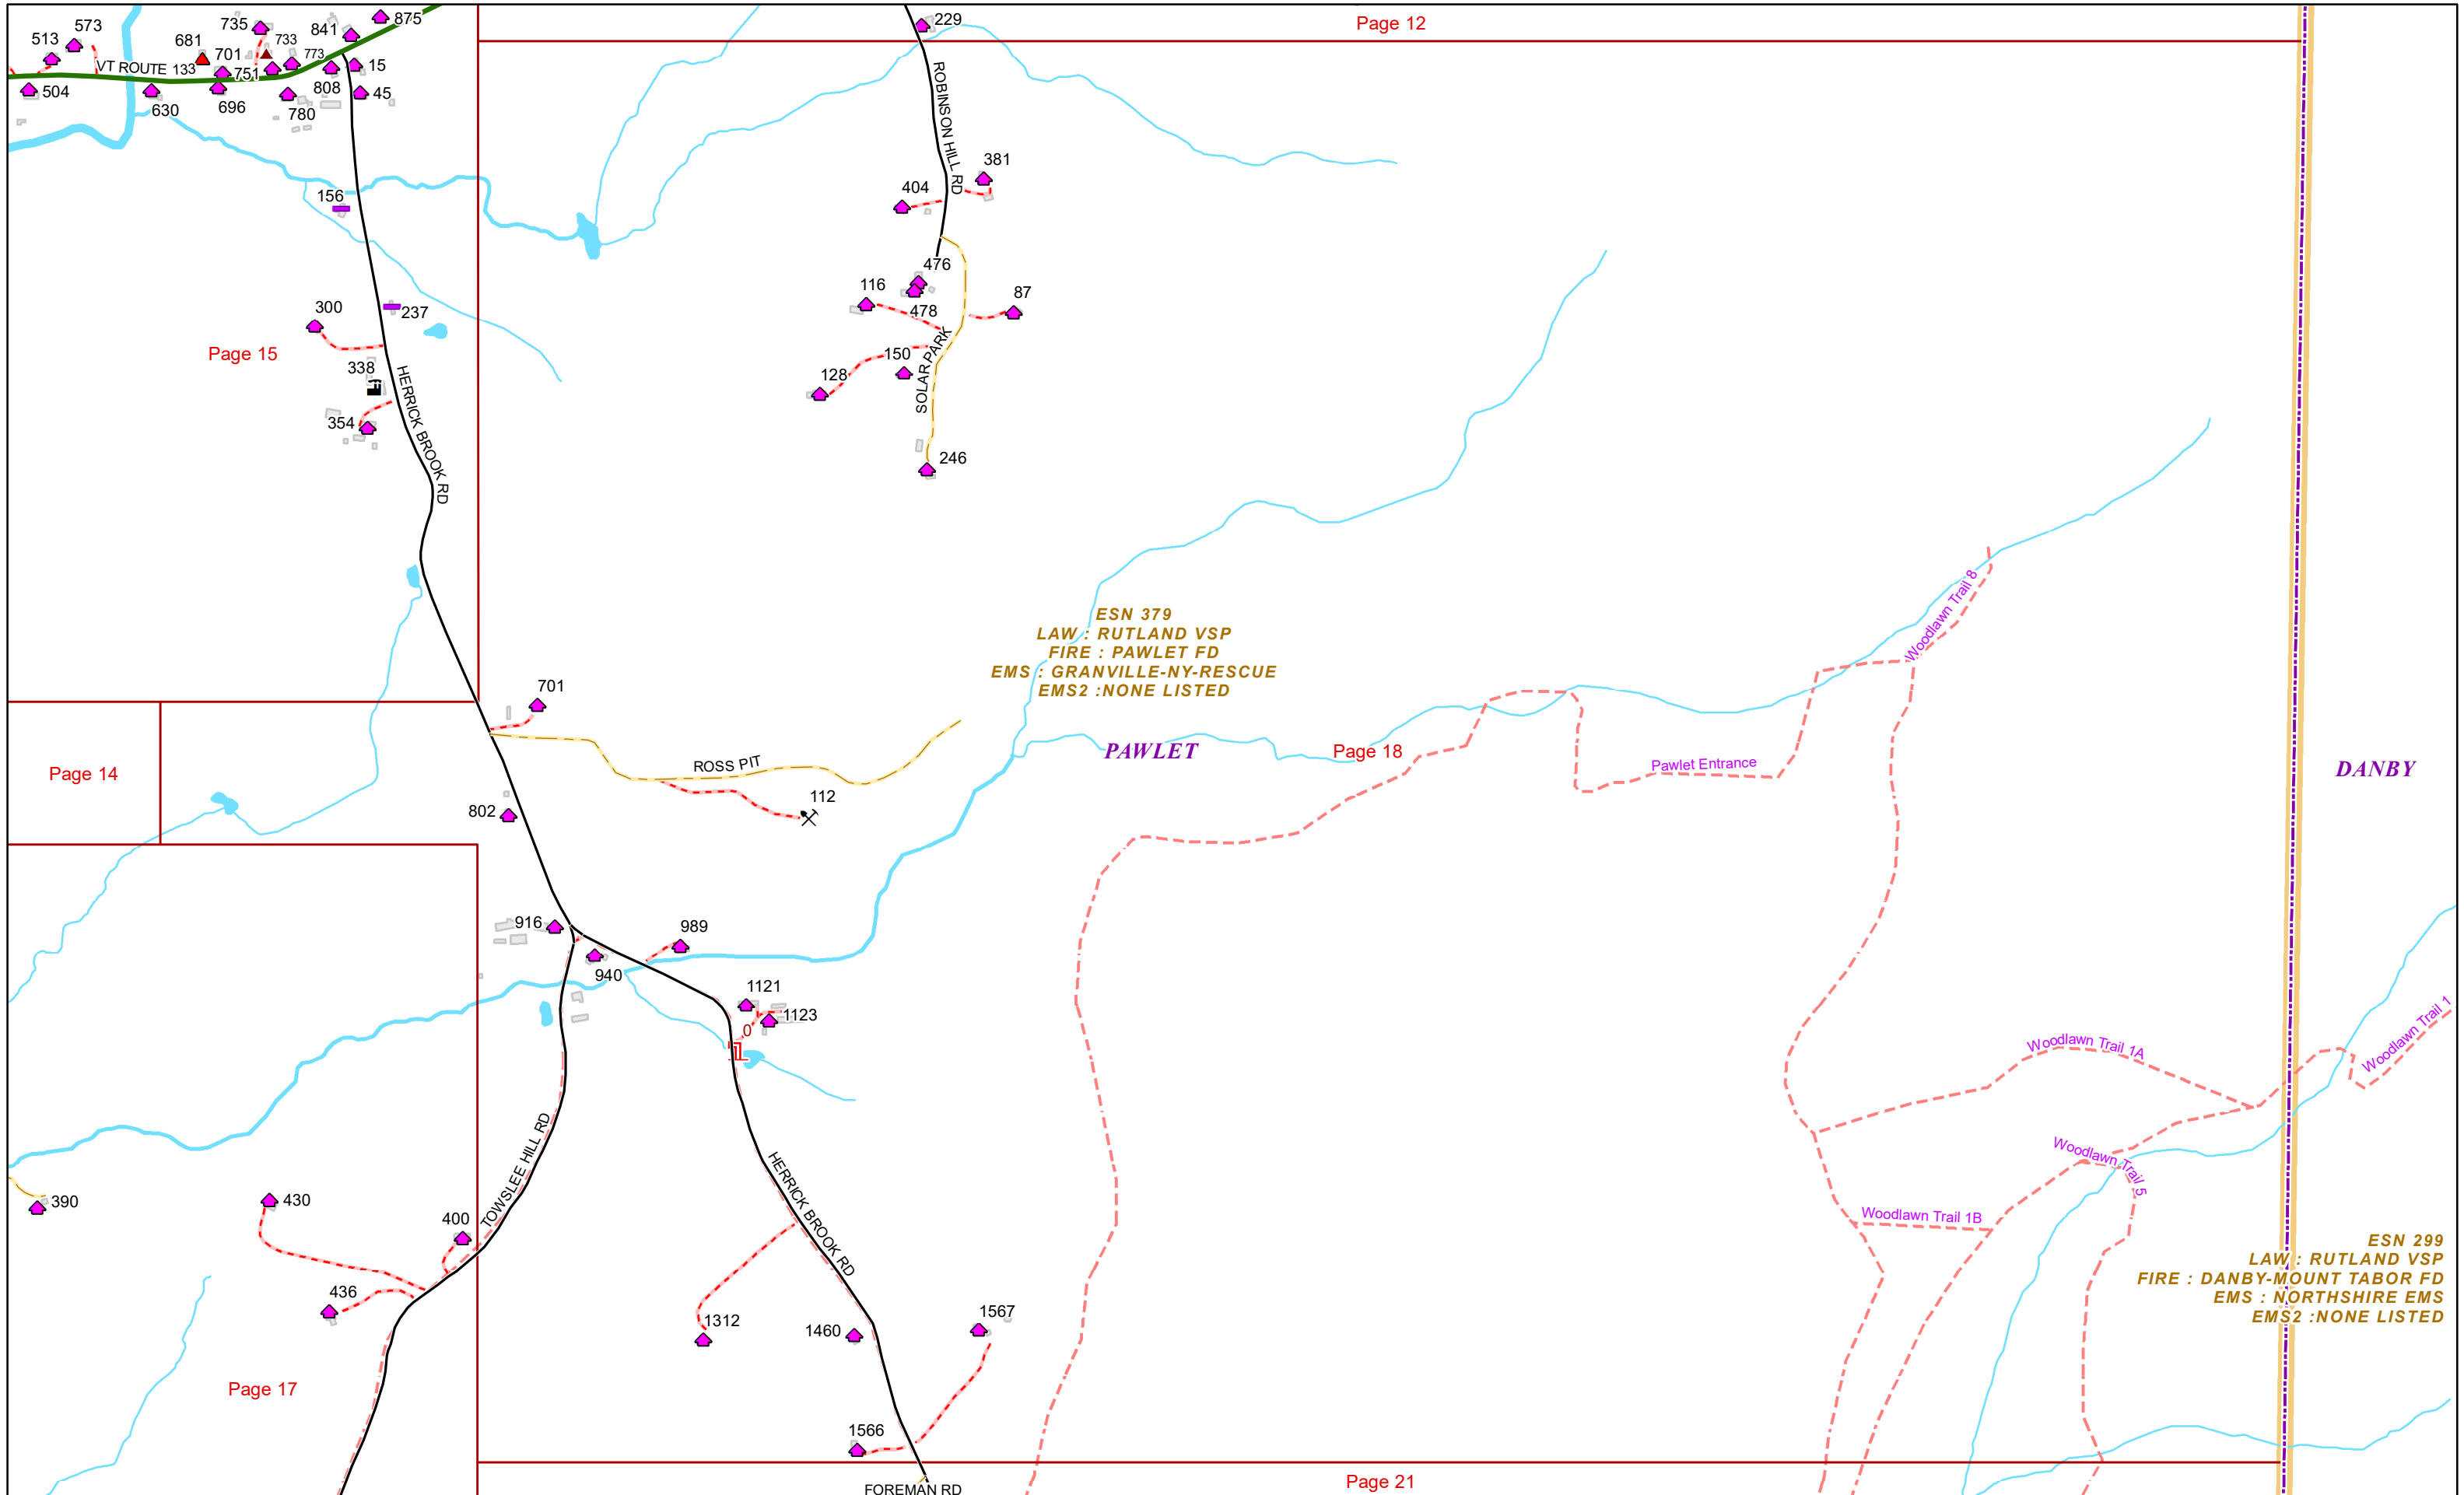 573
735
841
875
229
Page 12
513
681
701
733
773
VT ROUTE 133
751
15
504
808
45
630
696
780
ROBINSON HILL RD
381
404
156
476
116
87
300
237
478
Page 15
338
150
SOLAR PARK
128
HERRICK BROOK RD
354
246
ESN 379
LAW : RUTLAND VSP
FIRE : PAWLET FD
EMS : GRANVILLE-NY-RESCUE
EMS2 :NONE LISTED
Woodlawn Trail 8
701
PAWLET
Page 18
ROSS PIT
Pawlet Entrance
DANBY
Page 14
112
802
916
989
940
1121
1123
0
Woodlawn Trail 1
Woodlawn Trail 1A
Woodlawn Trail 5
TOWSLEE HILL RD
HERRICK BROOK RD
390
430
400
Woodlawn Trail 1B
ESN 299
LAW : RUTLAND VSP
FIRE : DANBY-MOUNT TABOR FD
EMS : NORTHSHIRE EMS
EMS2 :NONE LISTED
436
1312
1460
1567
Page 17
1566
Page 21
FOREMAN RD